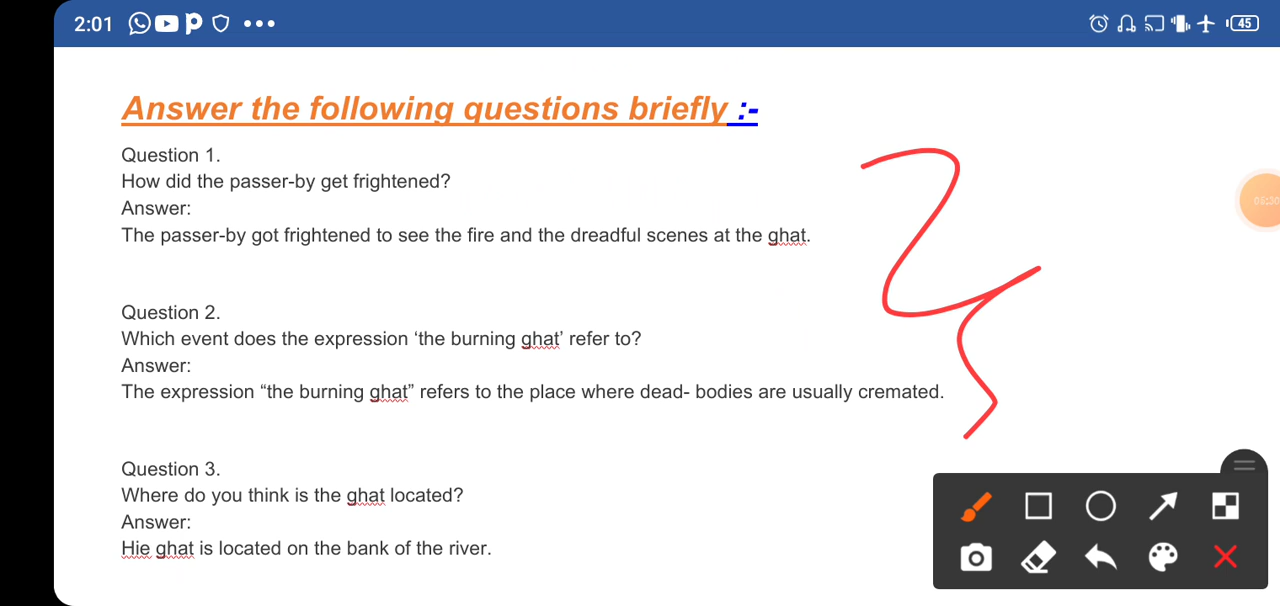 2:01
45
Answer the following questions briefly :-
Question 1.
How did the passer-by get frightened?
Answer:
The passer-by got frightened to see the fire and the dreadful scenes at the ghat.
Question 2.
Which event does the expression ‘the burning ghat’ refer to?
Answer:
The expression “the burning ghat” refers to the place where dead- bodies are usually cremated.
Question 3.
Where do you think is the ghat located?
Answer:
Hie ghat is located on the bank of the river.